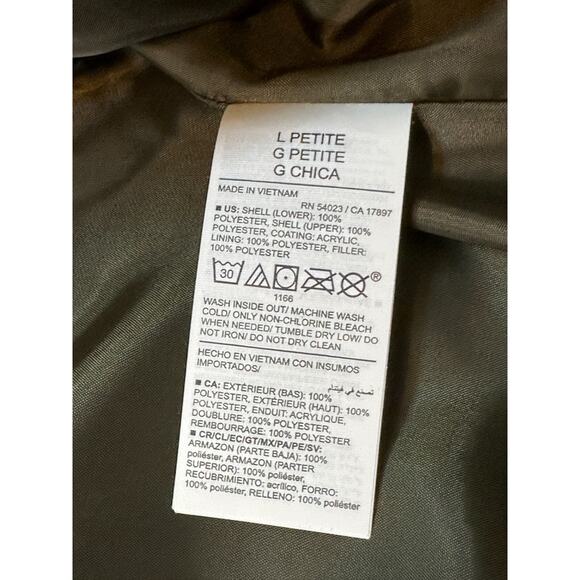 L PETITE
G PETITE
G CHICA
MADE IN VIETNAM
RN 54023 / CA 17897
■ US: SHELL (LOWER): 100%
POLYESTER, SHELL (UPPER): 100%
POLYESTER, COATING: ACRYLIC,
LINING: 100% POLYESTER, FILLER:
100% POLYESTER
30
®
1166
WASH INSIDE OUT/ MACHINE WASH
COLD/ ONLY NON-CHLORINE BLEACH
WHEN NEEDED/ TUMBLE DRY LOW/ DO
NOT IRON/ DO NOT DRY CLEAN
HECHO EN VIETNAM CON INSUMOS
IMPORTADOS/
تصنع في فيتنام
■ CA: EXTÉRIEUR (BAS): 100%
POLYESTER, EXTÉRIEUR (HAUT): 100%
POLYESTER, ENDUIT: ACRYLIQUE,
DOUBLURE: 100% POLYESTER,
REMBOURRAGE: 100% POLYESTER
■ CR/CL/EC/GT/MX/PA/PE/SV:
ARMAZON (PARTE BAJA): 100%
poliéster, ARMAZON (PARTER
SUPERIOR): 100% poliéster,
RECUBRIMIENTO: acrílico, FORRO:
100% poliéster, RELLENO: 100%
poliéster